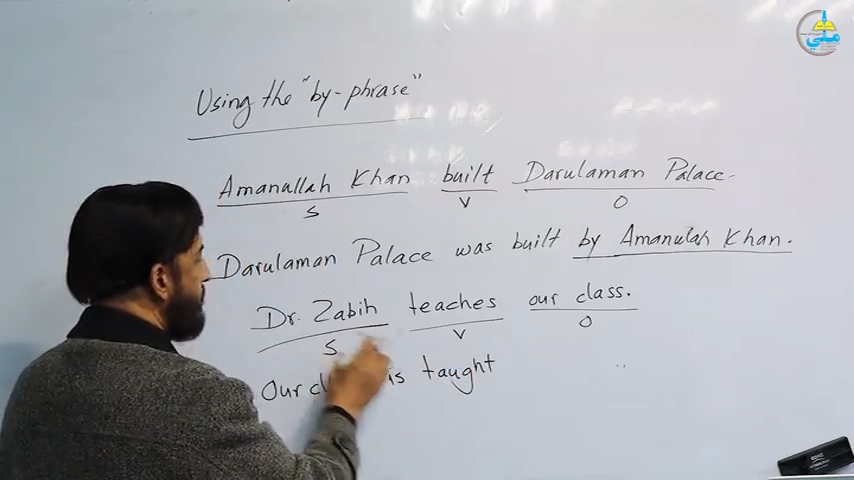 Using the "by-phrase"
Amanallah Khan built Darulaman Palace.
S V O
Darulaman Palace was built by Amanulah Khan.
Dr. Zabih teaches our class.
S V O
Our is taught